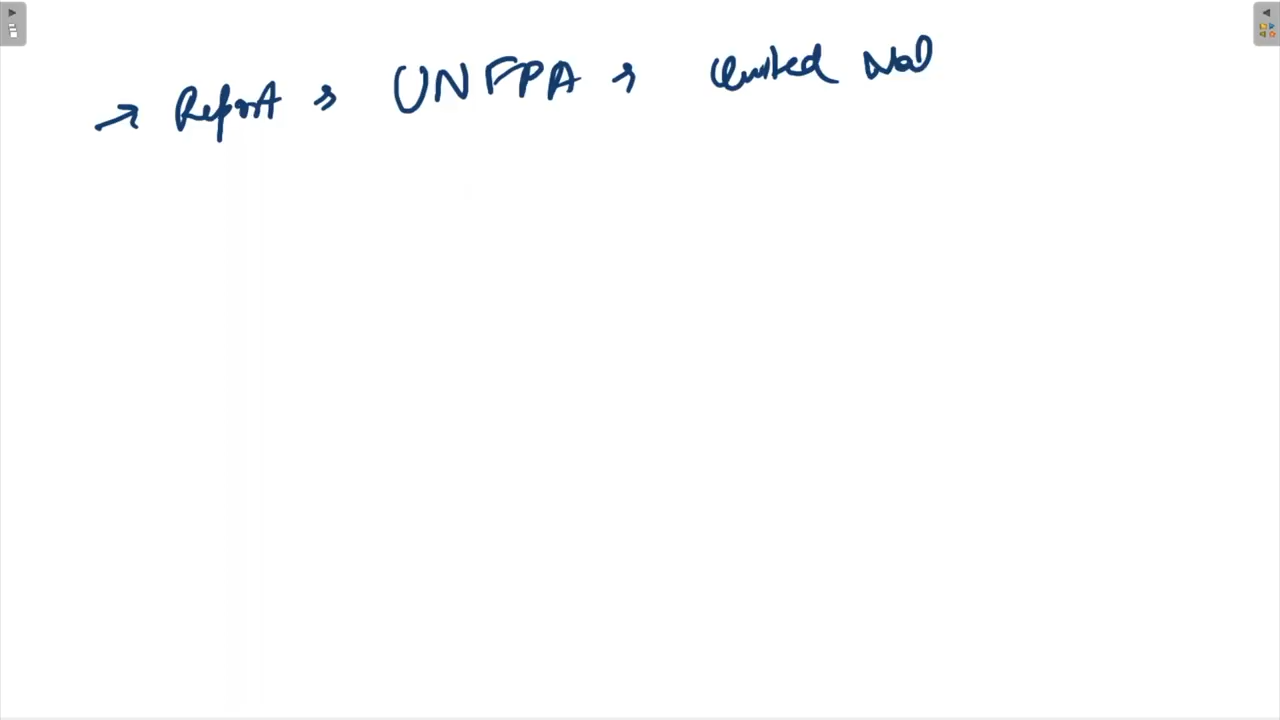 → Report → UNFPA → United Nat